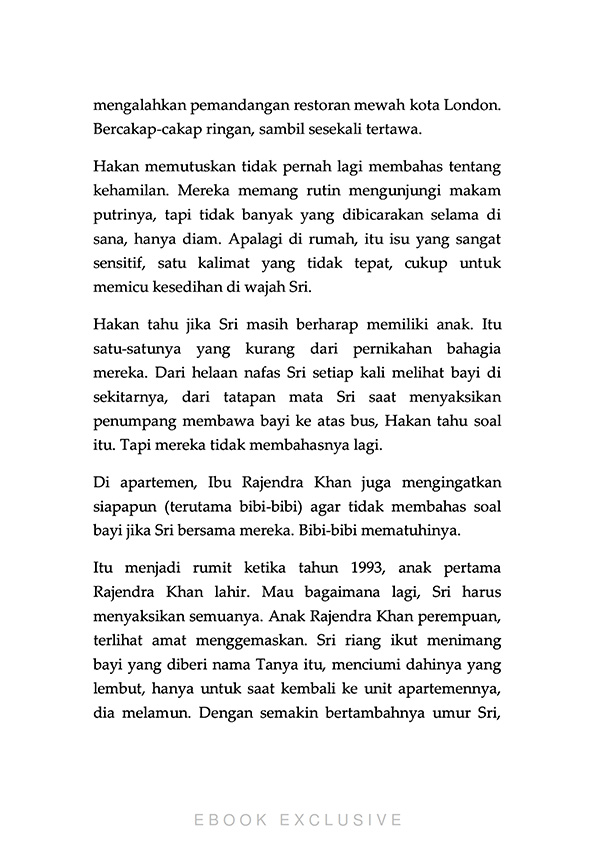 mengalahkan pemandangan restoran mewah kota London.
Bercakap-cakap ringan, sambil sesekali tertawa.
Hakan memutuskan tidak pernah lagi membahas tentang
kehamilan. Mereka memang rutin mengunjungi makam
putrinya, tapi tidak banyak yang dibicarakan selama di
sana, hanya diam. Apalagi di rumah, itu isu yang sangat
sensitif, satu kalimat yang tidak tepat, cukup untuk
memicu kesedihan di wajah Sri.
Hakan tahu jika Sri masih berharap memiliki anak. Itu
satu-satunya yang kurang dari pernikahan bahagia
mereka. Dari helaan nafas Sri setiap kali melihat bayi di
sekitarnya, dari tatapan mata Sri saat menyaksikan
penumpang membawa bayi ke atas bus, Hakan tahu soal
itu. Tapi mereka tidak membahasnya lagi.
Di apartemen, Ibu Rajendra Khan juga mengingatkan
siapapun (terutama bibi-bibi) agar tidak membahas soal
bayi jika Sri bersama mereka. Bibi-bibi mematuhinya.
Itu menjadi rumit ketika tahun 1993, anak pertama
Rajendra Khan lahir. Mau bagaimana lagi, Sri harus
menyaksikan semuanya. Anak Rajendra Khan perempuan,
terlihat amat menggemaskan. Sri riang ikut menimang
bayi yang diberi nama Tanya itu, menciumi dahinya yang
lembut, hanya untuk saat kembali ke unit apartemennya,
dia melamun. Dengan semakin bertambahnya umur Sri,
EBOOK EXCLUSIVE